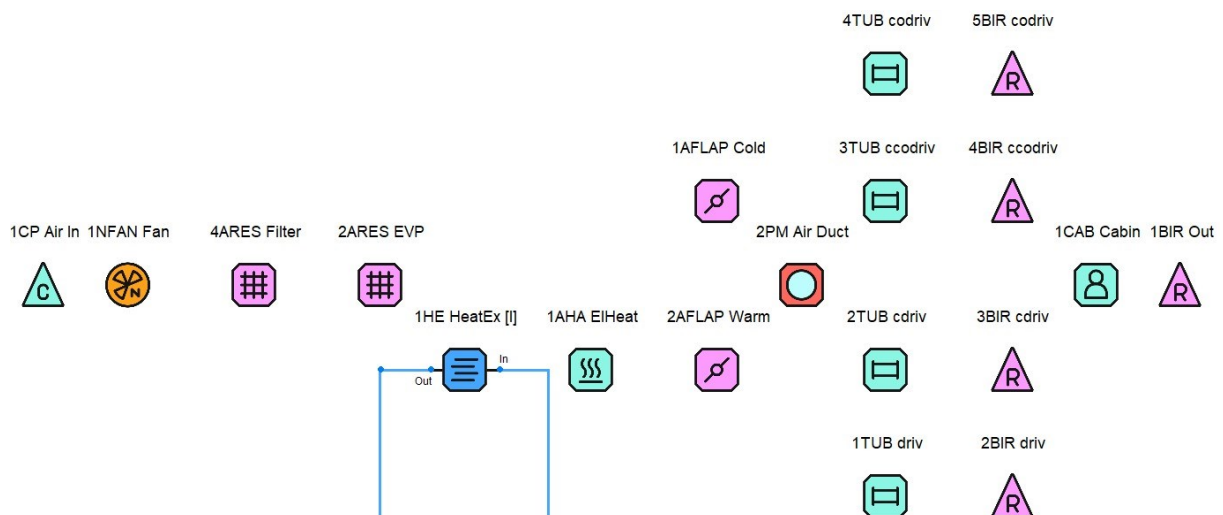 4TUB codriv
5BIR codriv
R
1AFLAP Cold
3TUB ccodriv
4BIR ccodriv
R
1CP Air In
1NFAN Fan
4ARES Filter
2ARES EVP
2PM Air Duct
1CAB Cabin
1BIR Out
C
N
R
1HE HeatEx [I]
1AHA ElHeat
2AFLAP Warm
2TUB cdriv
3BIR cdriv
Out
In
R
1TUB driv
2BIR driv
R